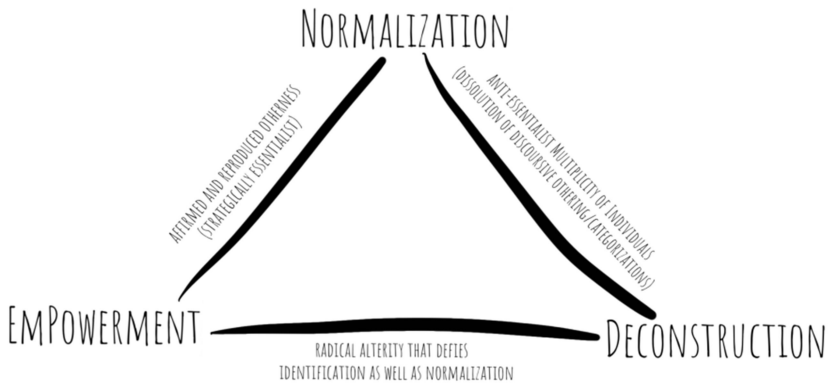 NORMALIZATION
AFFIRMED AND REPRODUCED OTHERNESS
(STRATEGICALLY ESSENTIALIST)
ANTI-ESSENTIALIST MULTIPLICITY OF INDIVIDUALS
(DISSOLUTION OF DISCOURSIVE OTHERING/CATEGORIZATIONS)
EMPOWERMENT
DECONSTRUCTION
RADICAL ALTERITY THAT DEFIES
IDENTIFICATION AS WELL AS NORMALIZATION